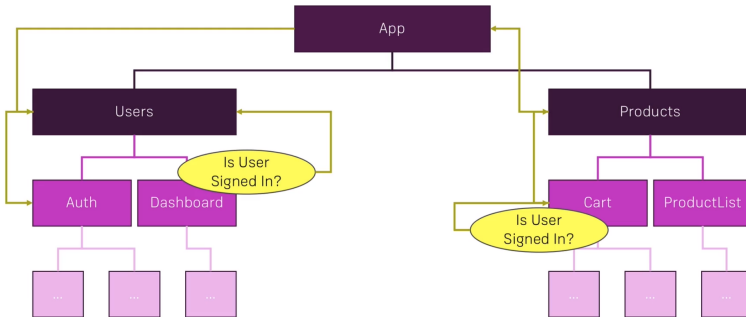 App
Users
Products
Is User
Signed In?
Auth
Dashboard
Is User
Signed In?
Cart
ProductList
...
...
...
...
...
...